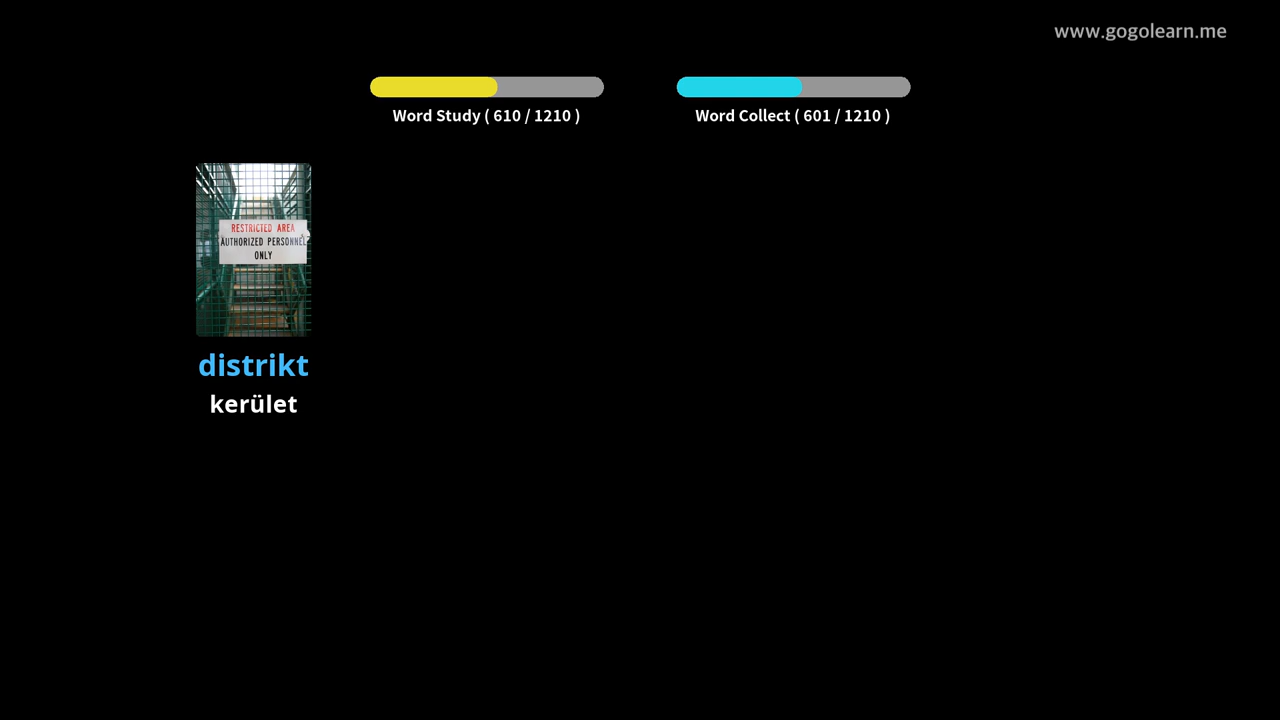 www.gogolearn.me
Word Study ( 610 / 1210 )
Word Collect ( 601 / 1210 )
RESTRICTED AREA
AUTHORIZED PERSONNEL
ONLY
distrikt
kerület